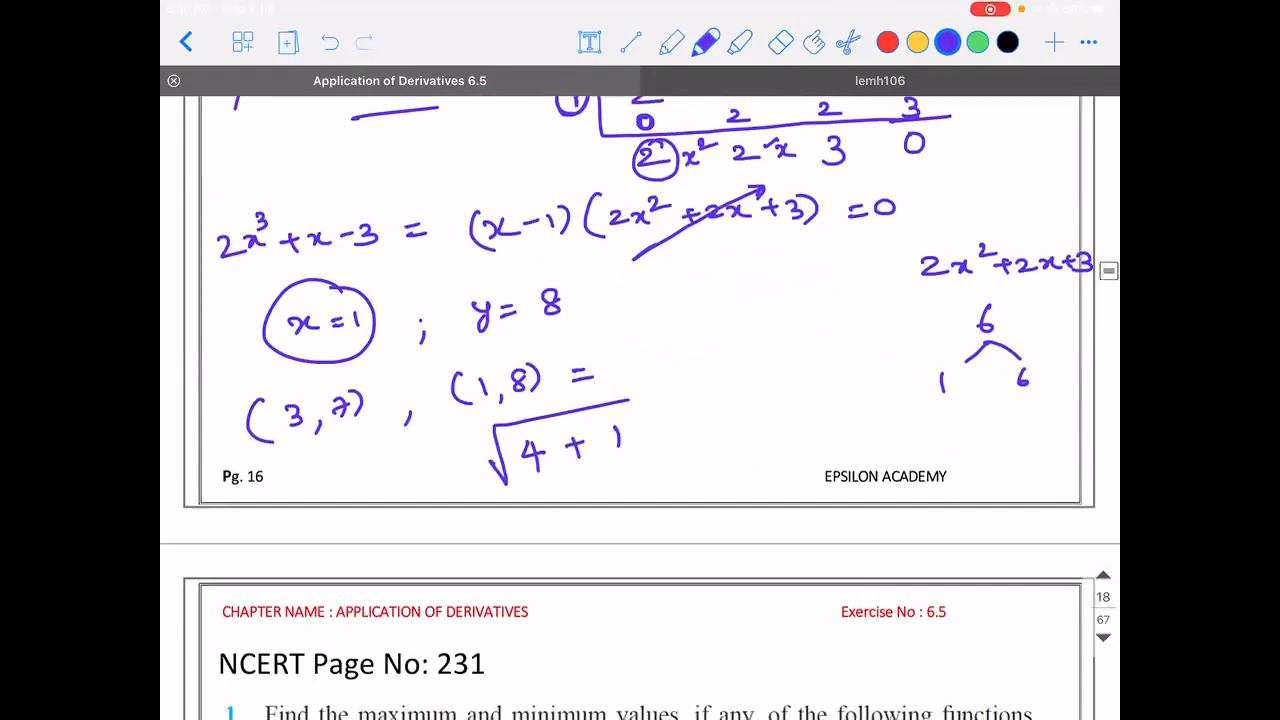 Application of Derivatives 6.5
lemh106
1 2
0 2 2 3
2 x² 2 x 3 0
2x³ + x - 3 = (x-1) (2x² + 2x + 3) = 0
2x² + 2x + 3
x = 1 ; y = 8
6
1 6
(3, 7) , (1, 8) =
√4 + 1
Pg. 16
EPSILON ACADEMY
18
67
CHAPTER NAME : APPLICATION OF DERIVATIVES
Exercise No : 6.5
NCERT Page No: 231
1 Find the maximum and minimum values, if any, of the following functions